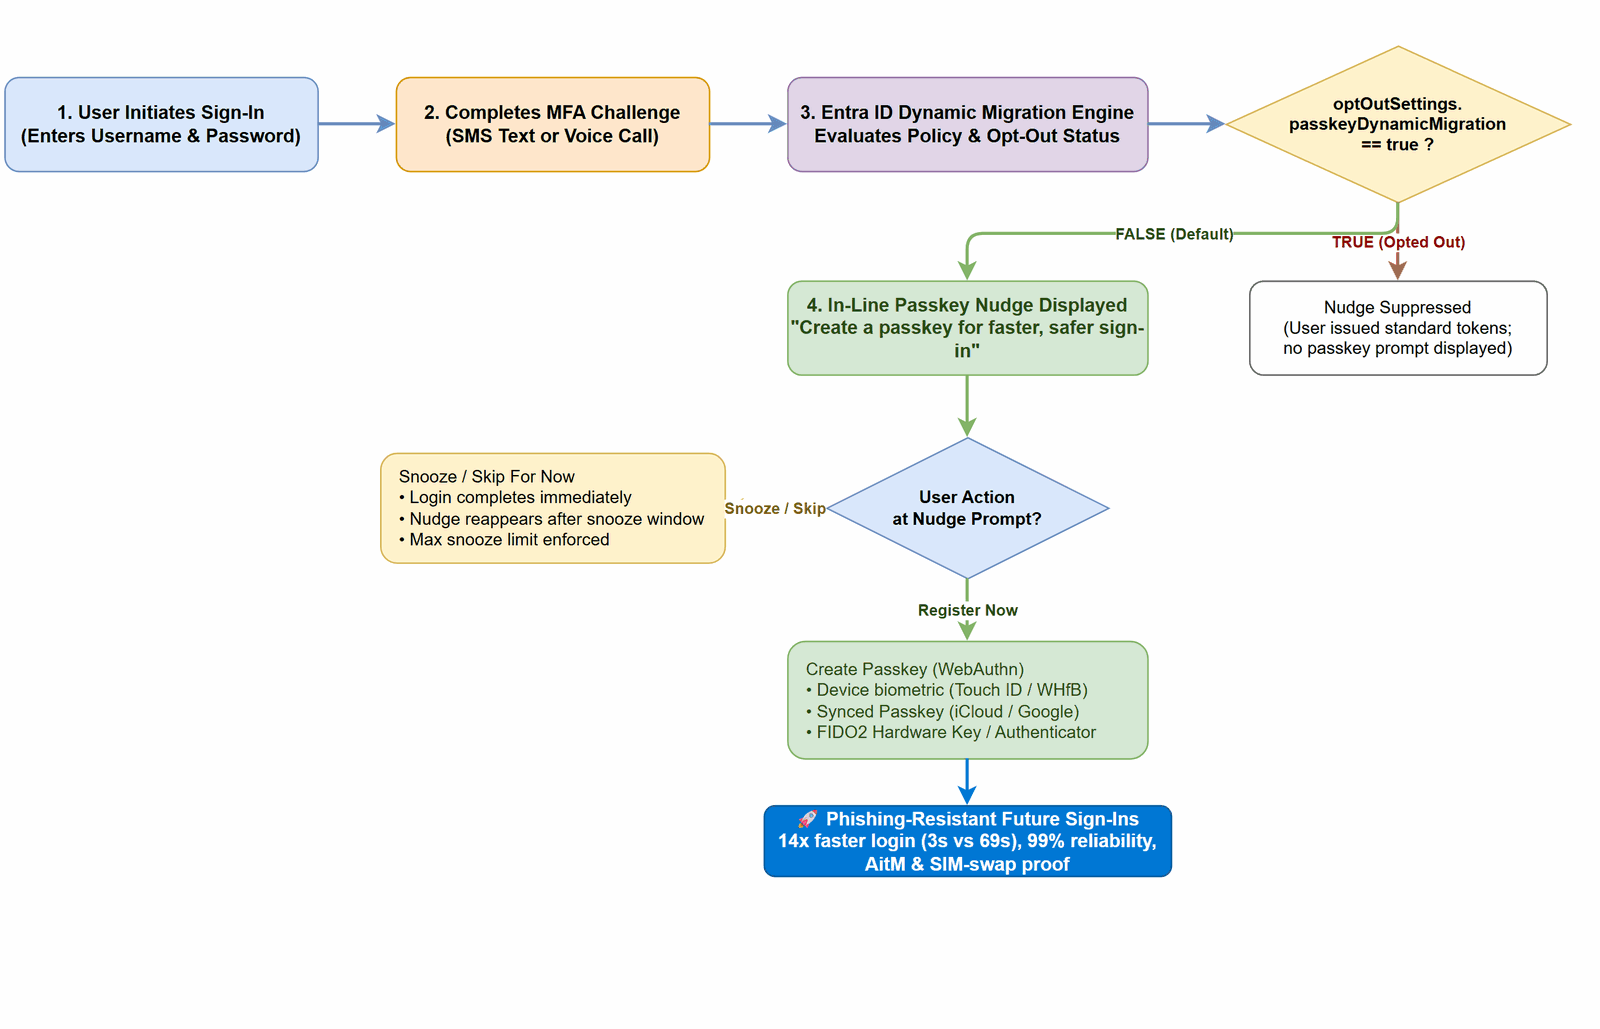 1. User Initiates Sign-In
(Enters Username & Password)
2. Completes MFA Challenge
(SMS Text or Voice Call)
3. Entra ID Dynamic Migration Engine
Evaluates Policy & Opt-Out Status
optOutSettings.
passkeyDynamicMigration
== true ?
FALSE (Default)
TRUE (Opted Out)
4. In-Line Passkey Nudge Displayed
"Create a passkey for faster, safer sign-
in"
Nudge Suppressed
(User issued standard tokens;
no passkey prompt displayed)
Snooze / Skip For Now
• Login completes immediately
• Nudge reappears after snooze window
• Max snooze limit enforced
Snooze / Skip
User Action
at Nudge Prompt?
Register Now
Create Passkey (WebAuthn)
• Device biometric (Touch ID / WHfB)
• Synced Passkey (iCloud / Google)
• FIDO2 Hardware Key / Authenticator
🚀 Phishing-Resistant Future Sign-Ins
14x faster login (3s vs 69s), 99% reliability,
AitM & SIM-swap proof